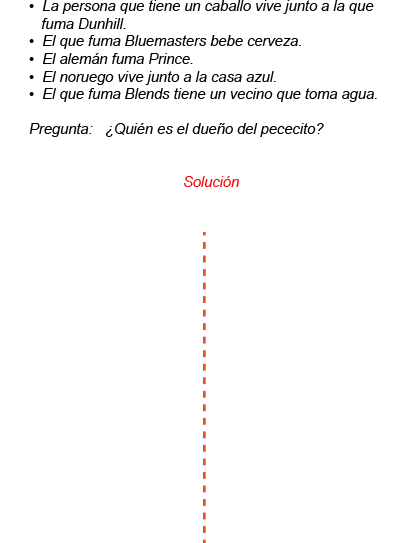 • La persona que tiene un caballo vive junto a la que
fuma Dunhill.
• El que fuma Bluemasters bebe cerveza.
• El alemán fuma Prince.
• El noruego vive junto a la casa azul.
• El que fuma Blends tiene un vecino que toma agua.
Pregunta: ¿Quién es el dueño del pececito?
Solución